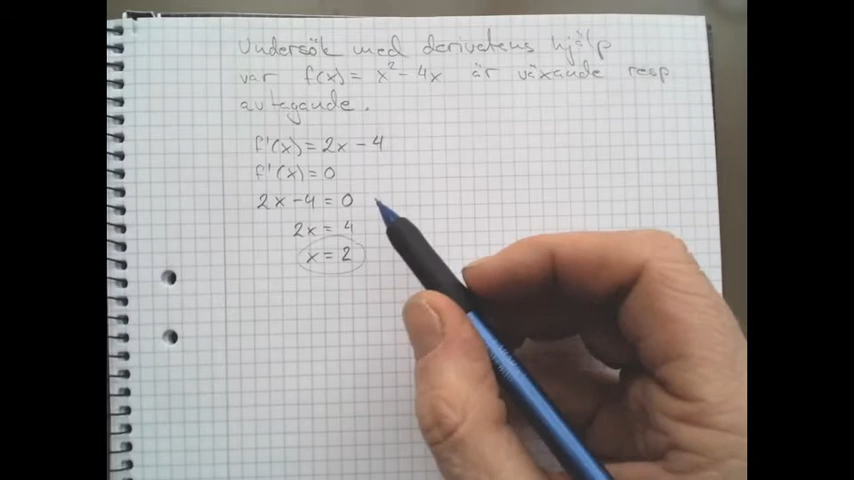 Undersök med derivatans hjälp
var f(x) = x² - 4x är växande resp
avtagande.
f'(x) = 2x - 4
f'(x) = 0
2x - 4 = 0
2x = 4
x = 2